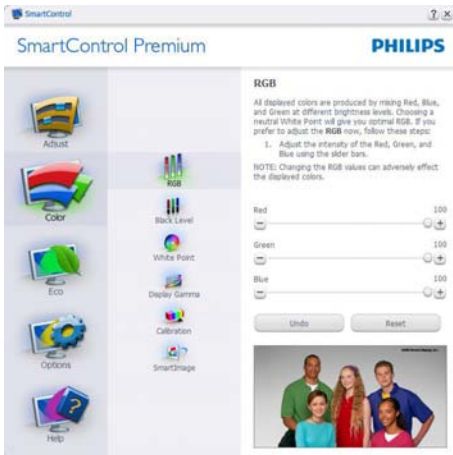 SmartControl
SmartControl Premium
PHILIPS
Adjust
Color
Eco
Options
Help
RGB
Black Level
White Point
Display Gamma
Calibration
SmartImage
RGB
All displayed colors are produced by mixing Red, Blue,
and Green at different brightness levels. Choosing a
neutral White Point will give you optimal RGB. If you
prefer to adjust the RGB now, follow these steps:
1. Adjust the intensity of the Red, Green, and
Blue using the slider bars.
NOTE: Changing the RGB values can adversely effect
the displayed colors.
Red 100
Green 100
Blue 100
Undo Reset